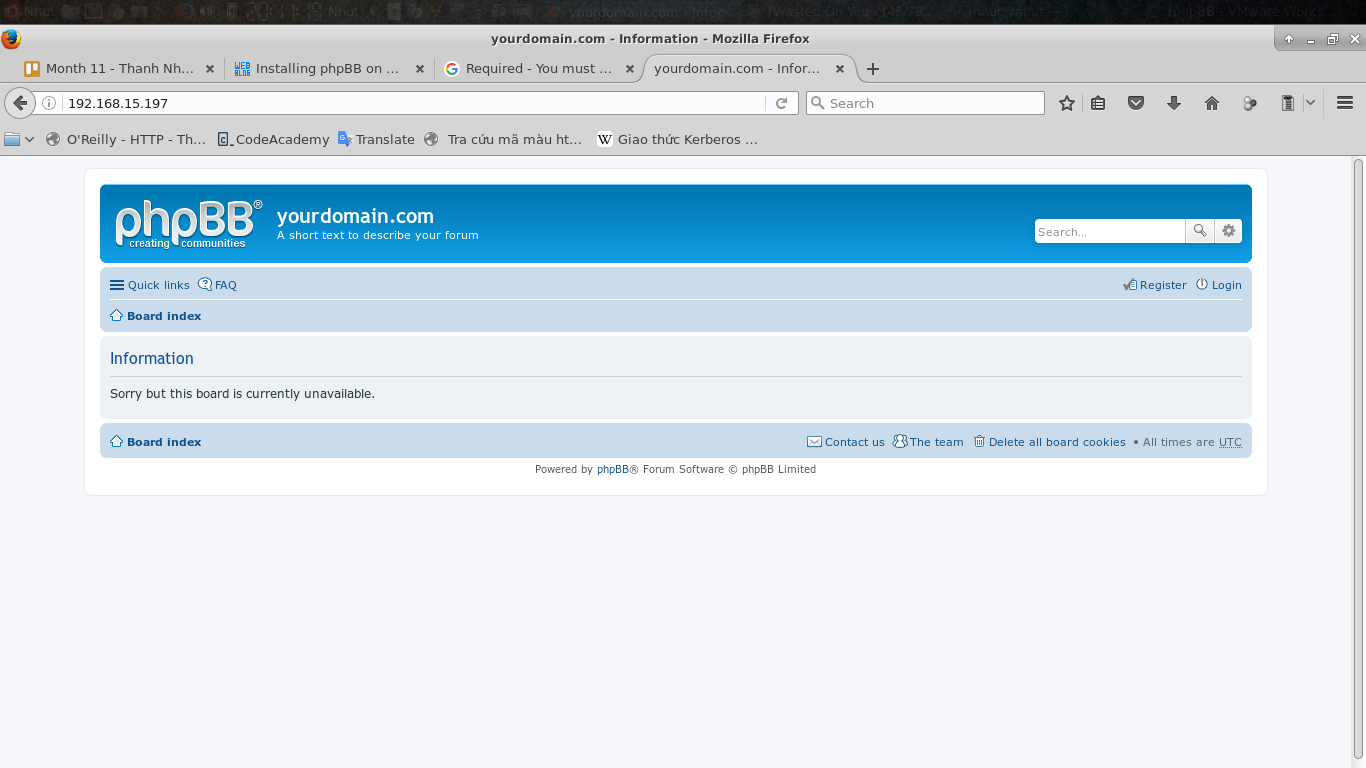 yourdomain.com - Information - Mozilla Firefox
Month 11 - Thanh Nh...
Installing phpBB on ...
Required - You must ...
yourdomain.com - Infor...
192.168.15.197
Search
O'Reilly - HTTP - Th...
CodeAcademy
Translate
Tra cứu mã màu ht...
W Giao thức Kerberos ...
phpBB®
creating communities
yourdomain.com
A short text to describe your forum
Search...
Quick links
FAQ
Register
Login
Board index
Information
Sorry but this board is currently unavailable.
Board index
Contact us
The team
Delete all board cookies
• All times are UTC
Powered by phpBB® Forum Software © phpBB Limited